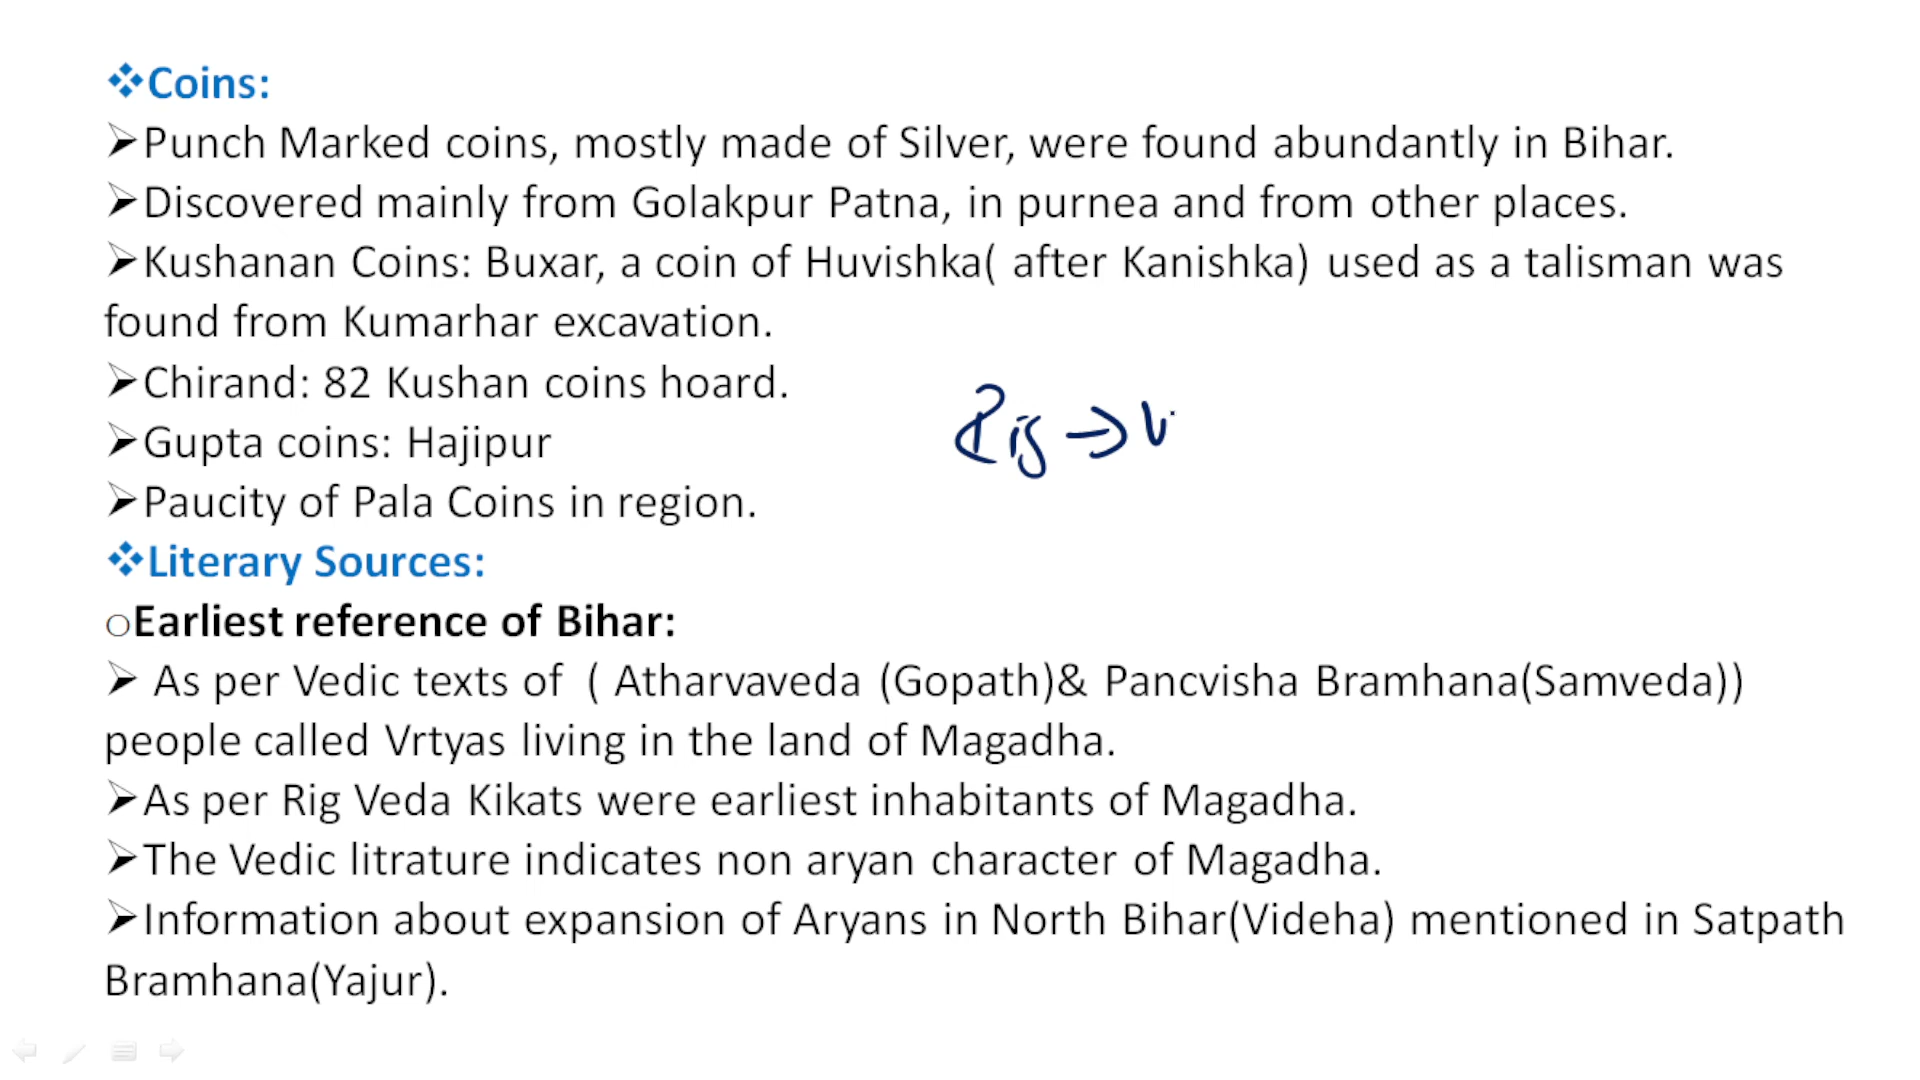 Coins:
Punch Marked coins, mostly made of Silver, were found abundantly in Bihar.
Discovered mainly from Golakpur Patna, in purnea and from other places.
Kushanan Coins: Buxar, a coin of Huvishka( after Kanishka) used as a talisman was
found from Kumarhar excavation.
Chirand: 82 Kushan coins hoard.
Rig → V
Gupta coins: Hajipur
Paucity of Pala Coins in region.
Literary Sources:
Earliest reference of Bihar:
As per Vedic texts of ( Atharvaveda (Gopath)& Pancvisha Bramhana(Samveda))
people called Vrtyas living in the land of Magadha.
As per Rig Veda Kikats were earliest inhabitants of Magadha.
The Vedic litrature indicates non aryan character of Magadha.
Information about expansion of Aryans in North Bihar(Videha) mentioned in Satpath
Bramhana(Yajur).